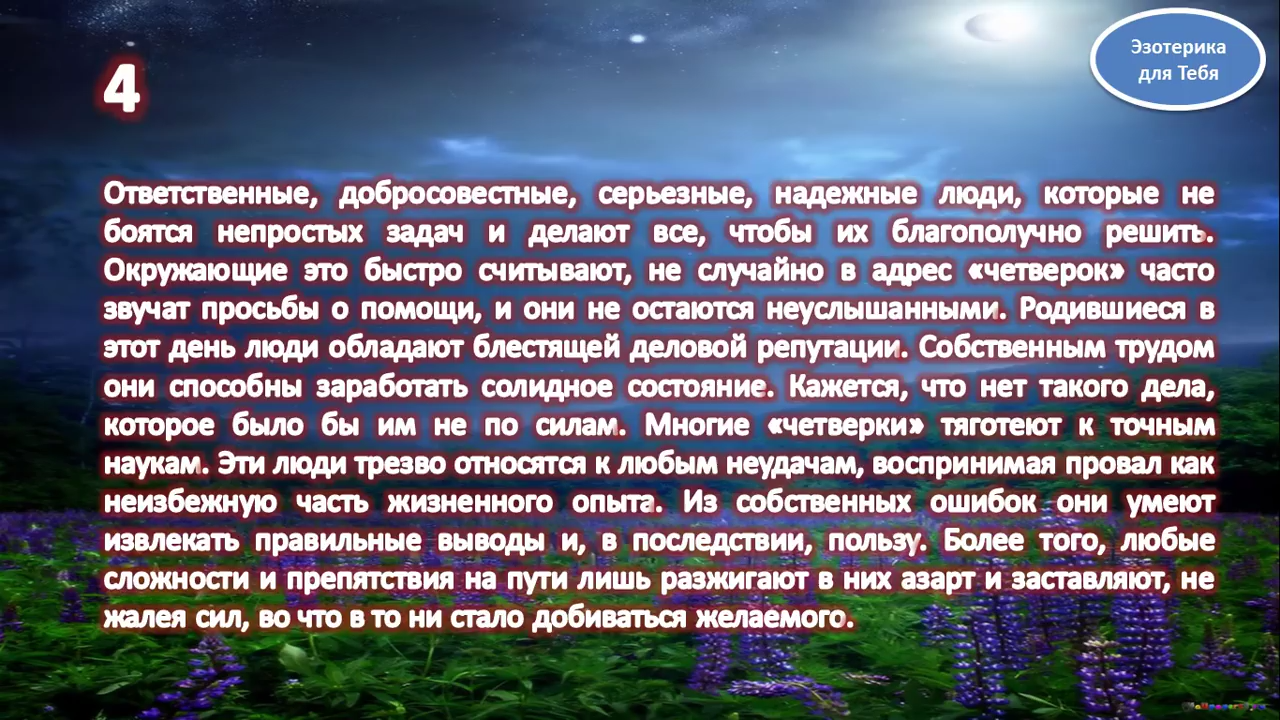 Эзотерика
для Тебя
4
Ответственные, добросовестные, серьезные, надежные люди, которые не
боятся непростых задач и делают все, чтобы их благополучно решить.
Окружающие это быстро считывают, не случайно в адрес «четверок» часто
звучат просьбы о помощи, и они не остаются неуслышанными. Родившиеся в
этот день люди обладают блестящей деловой репутации. Собственным трудом
они способны заработать солидное состояние. Кажется, что нет такого дела,
которое было бы им не по силам. Многие «четверки» тяготеют к точным
наукам. Эти люди трезво относятся к любым неудачам, воспринимая провал как
неизбежную часть жизненного опыта. Из собственных ошибок они умеют
извлекать правильные выводы и, в последствии, пользу. Более того, любые
сложности и препятствия на пути лишь разжигают в них азарт и заставляют, не
жалея сил, во что в то ни стало добиваться желаемого.